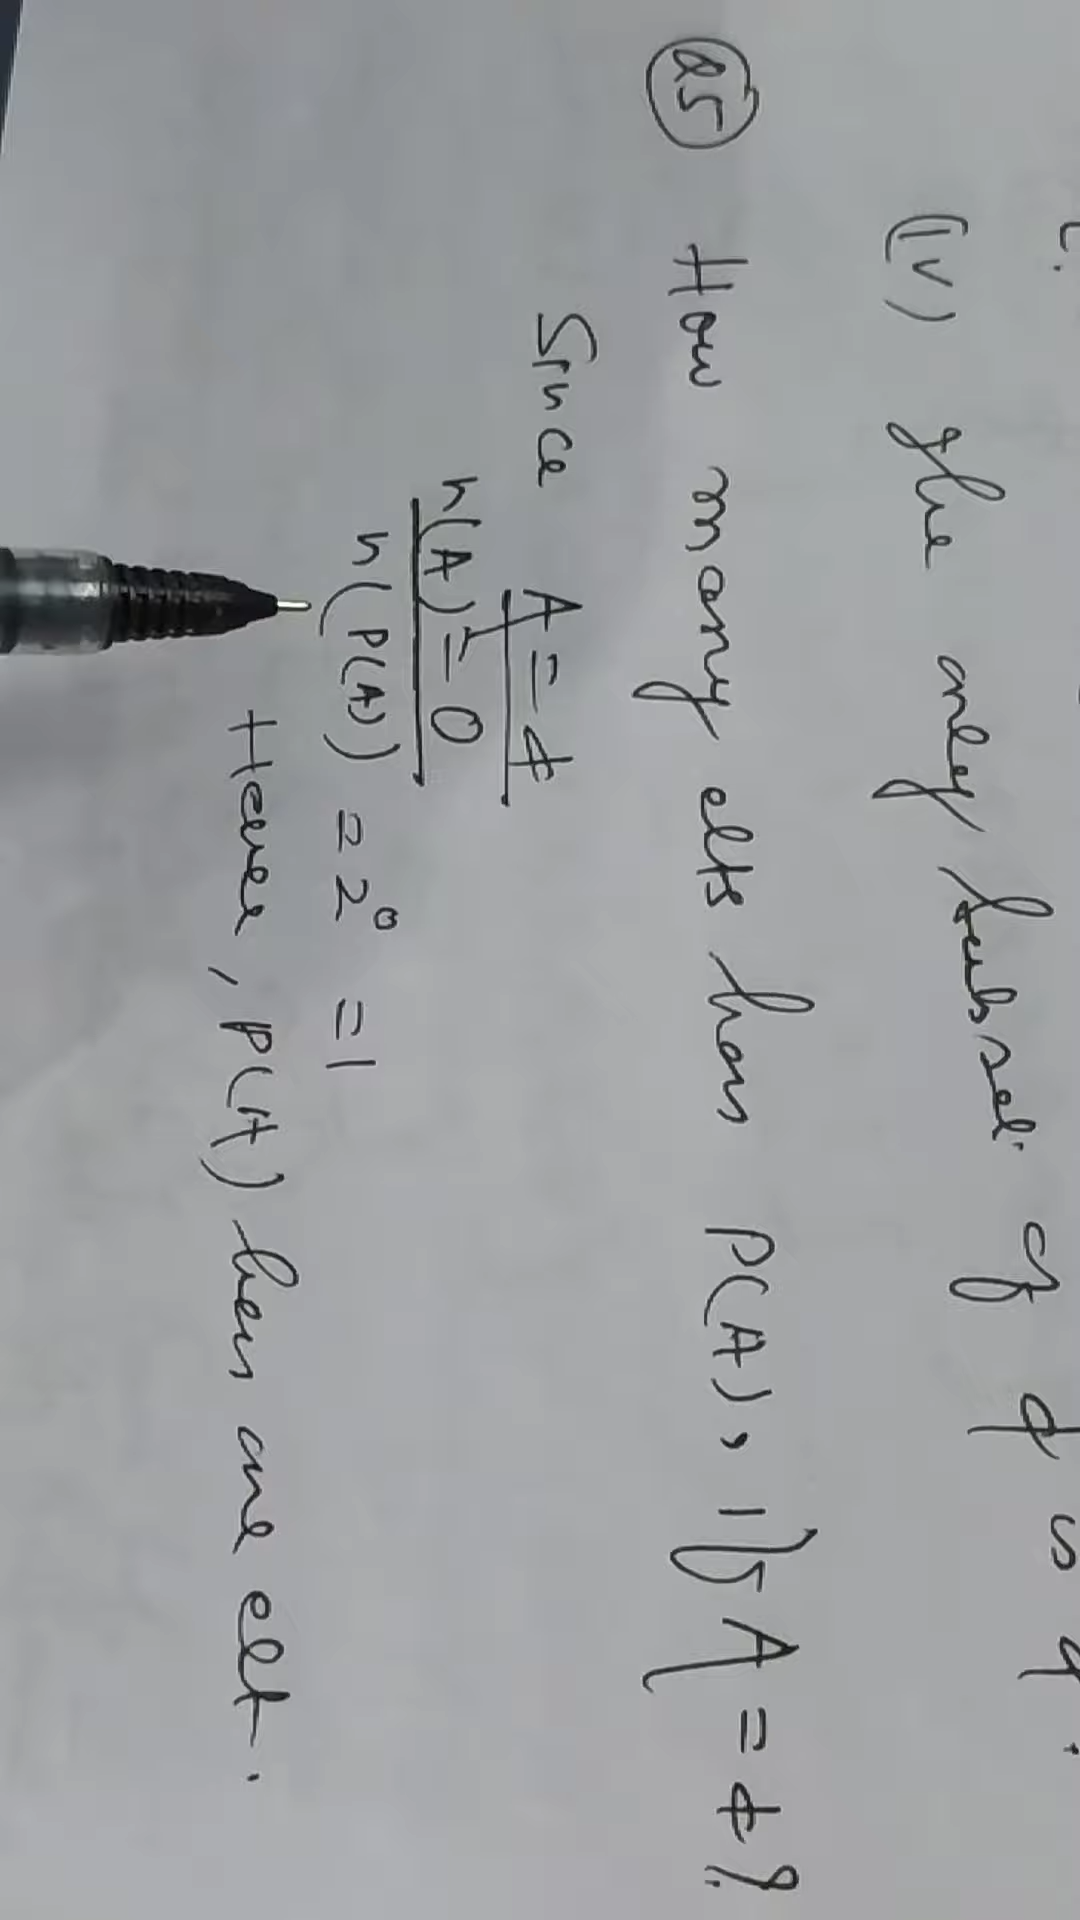 (iv) The only subset of ϕ is ϕ.
Q5 How many elts has P(A), if A = ϕ?
Since A = ϕ
n(A) = 0
n(P(A)) = 2⁰ = 1
Hence, P(A) has one elt.